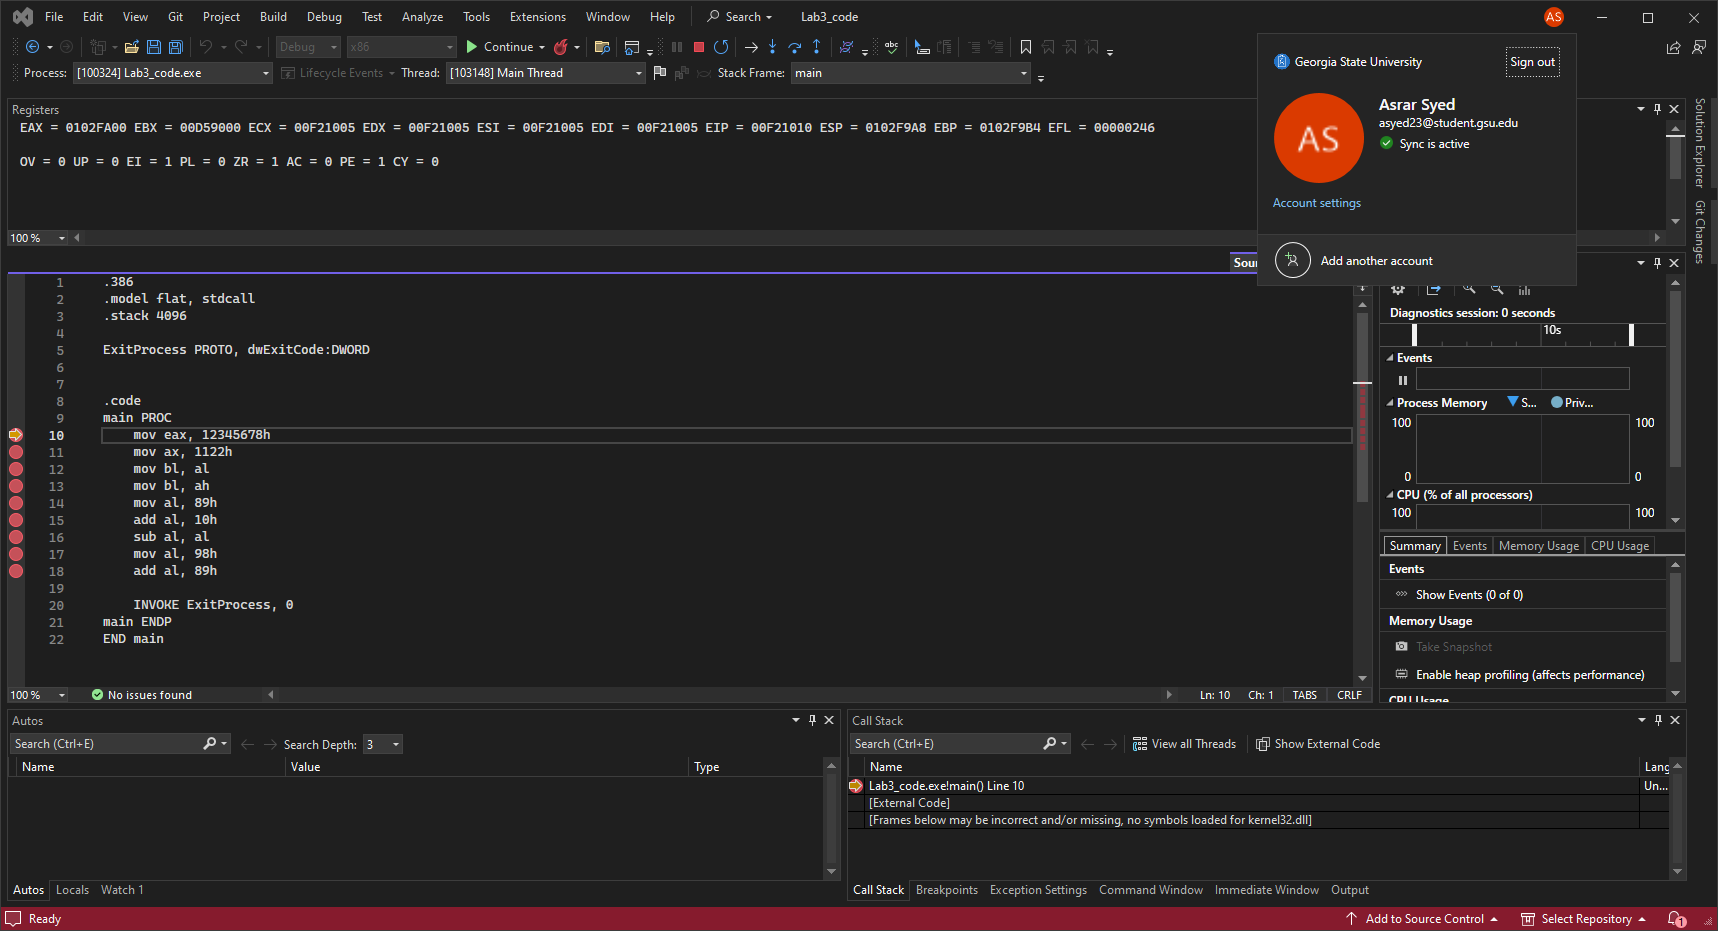 File Edit View Git Project Build Debug Test Analyze Tools Extensions Window Help Search Lab3_code AS
Debug x86 Continue
Process: [100324] Lab3_code.exe Lifecycle Events Thread: [103148] Main Thread Stack Frame: main
Georgia State University Sign out
AS
Asrar Syed
asyed23@student.gsu.edu
Sync is active
Account settings
Add another account
Solution Explorer
Git Changes
Registers
EAX = 0102FA00 EBX = 00D59000 ECX = 00F21005 EDX = 00F21005 ESI = 00F21005 EDI = 00F21005 EIP = 00F21010 ESP = 0102F9A8 EBP = 0102F9B4 EFL = 00000246
OV = 0 UP = 0 EI = 1 PL = 0 ZR = 1 AC = 0 PE = 1 CY = 0
100 %
Sour
1 .386
2 .model flat, stdcall
3 .stack 4096
4
5 ExitProcess PROTO, dwExitCode:DWORD
6
7
8 .code
9 main PROC
10 mov eax, 12345678h
11 mov ax, 1122h
12 mov bl, al
13 mov bl, ah
14 mov al, 89h
15 add al, 10h
16 sub al, al
17 mov al, 98h
18 add al, 89h
19
20 INVOKE ExitProcess, 0
21 main ENDP
22 END main
100 % No issues found Ln: 10 Ch: 1 TABS CRLF
Diagnostics session: 0 seconds
10s
Events
Process Memory S... Priv...
100 100
0 0
CPU (% of all processors)
100 100
Summary Events Memory Usage CPU Usage
Events
Show Events (0 of 0)
Memory Usage
Take Snapshot
Enable heap profiling (affects performance)
CPU Usage
Autos
Search (Ctrl+E) Search Depth: 3
Name Value Type
Autos Locals Watch 1
Call Stack
Search (Ctrl+E) View all Threads Show External Code
Name Lang
Lab3_code.exe!main() Line 10 Un...
[External Code]
[Frames below may be incorrect and/or missing, no symbols loaded for kernel32.dll]
Call Stack Breakpoints Exception Settings Command Window Immediate Window Output
Ready Add to Source Control Select Repository 1